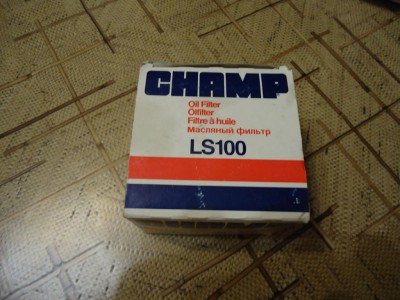 CHAMP
Oil Filter
Ölfilter
Filtre à huile
Масляный фильтр
LS100